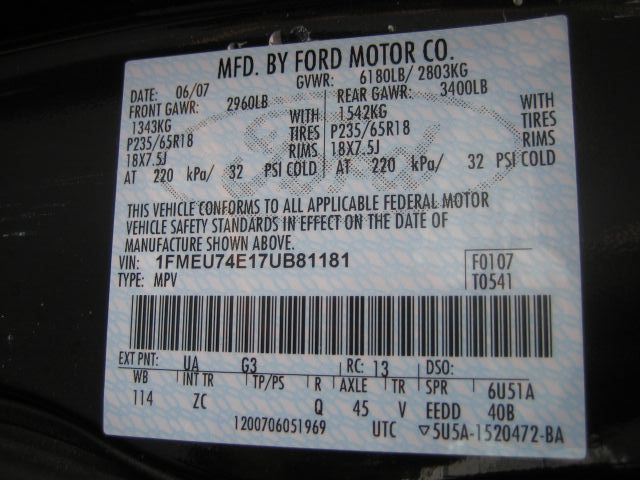 MFD. BY FORD MOTOR CO.
DATE: 06/07 GVWR: 6180LB/ 2803KG
FRONT GAWR: 2960LB REAR GAWR: 3400LB
1343KG WITH 1542KG WITH
P235/65R18 TIRES P235/65R18 TIRES
18X7.5J RIMS 18X7.5J RIMS
AT 220 kPa/ 32 PSI COLD AT 220 kPa/ 32 PSI COLD
Ford
THIS VEHICLE CONFORMS TO ALL APPLICABLE FEDERAL MOTOR
VEHICLE SAFETY STANDARDS IN EFFECT ON THE DATE OF
MANUFACTURE SHOWN ABOVE.
VIN: 1FMEU74E17UB81181 F0107
TYPE: MPV T0541
EXT PNT: UA G3 RC: 13 DSO:
WB INT TR TP/PS R AXLE TR SPR 6U51A
114 ZC Q 45 V EEDD 40B
1200706051969 UTC ▽5U5A-1520472-BA